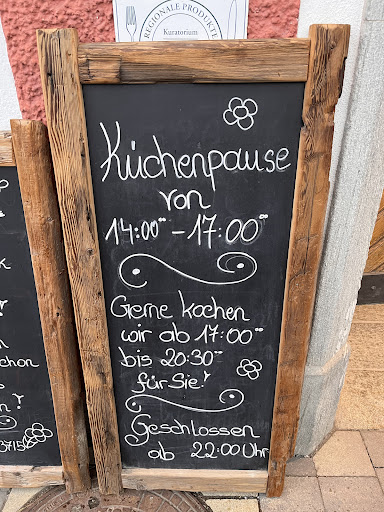 REGIONALE PRODUKTE
Kuratorium
Küchenpause
von
14:00 - 17:00
Gerne kochen
wir ab 17:00
bis 20:30
für Sie!
Geschlossen
ab 22:00 Uhr
chon